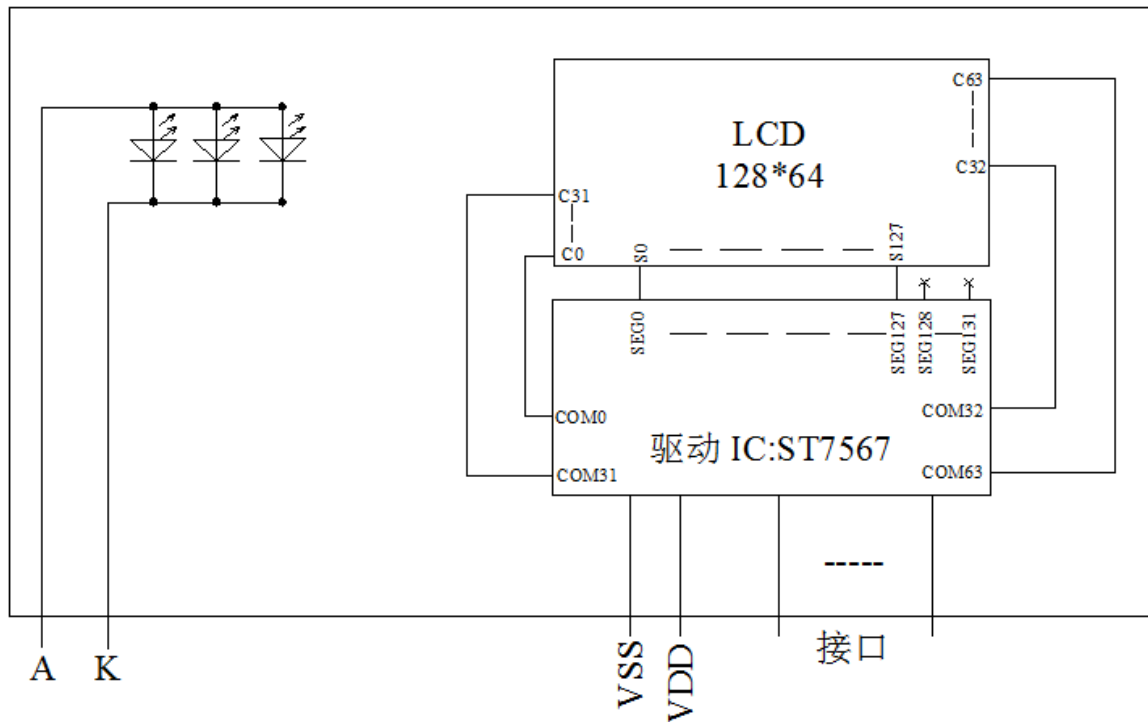 C63
LCD
128*64
C32
C31
C0
S0
S127
SEG0
SEG127
SEG128
SEG131
COM0
COM32
驱动 IC:ST7567
COM31
COM63
-----
接口
A
K
VSS
VDD